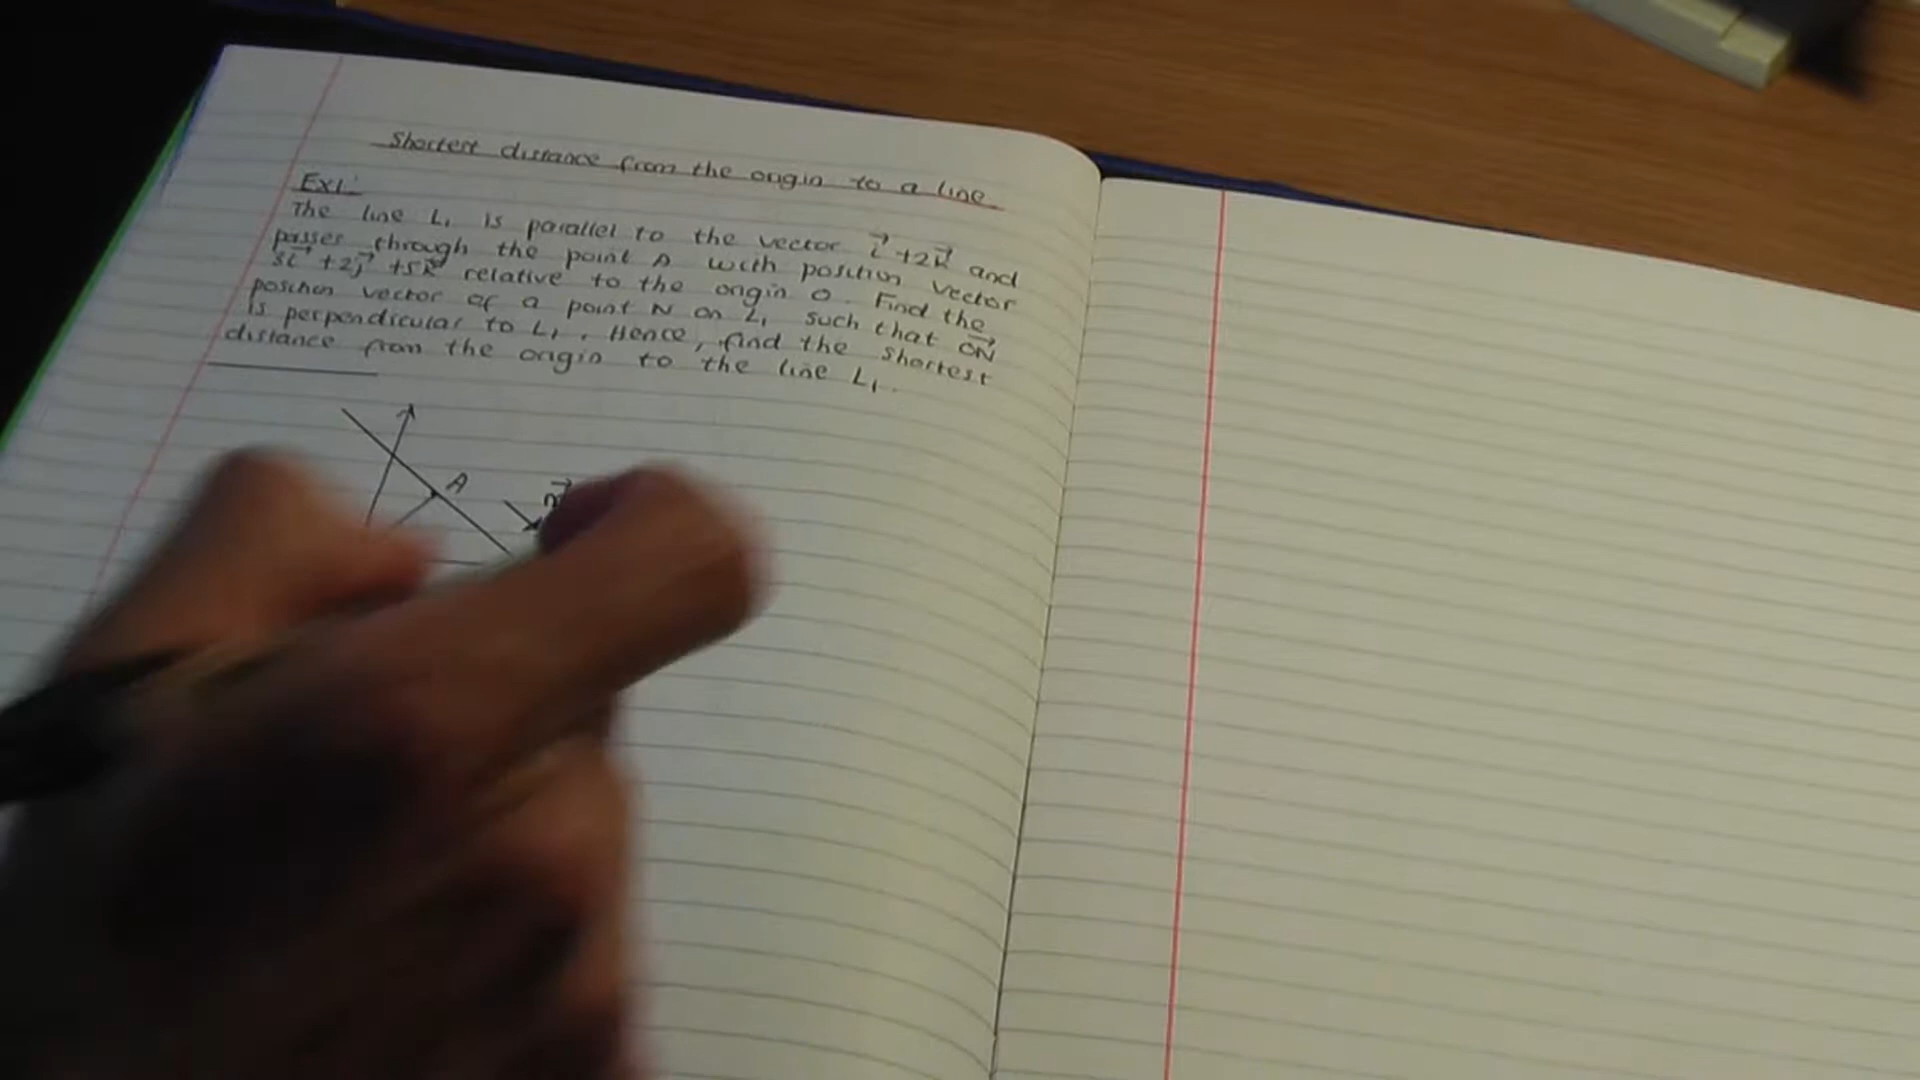 Shortest distance from the origin to a line
Ex1:
The line L₁ is parallel to the vector i⃗ + 2k⃗ and
passes through the point A with position vector
3i⃗ + 2j⃗ + 5k⃗ relative to the origin O. Find the
position vector of a point N on L₁ such that ON⃗
is perpendicular to L₁. Hence, find the shortest
distance from the origin to the line L₁.
A